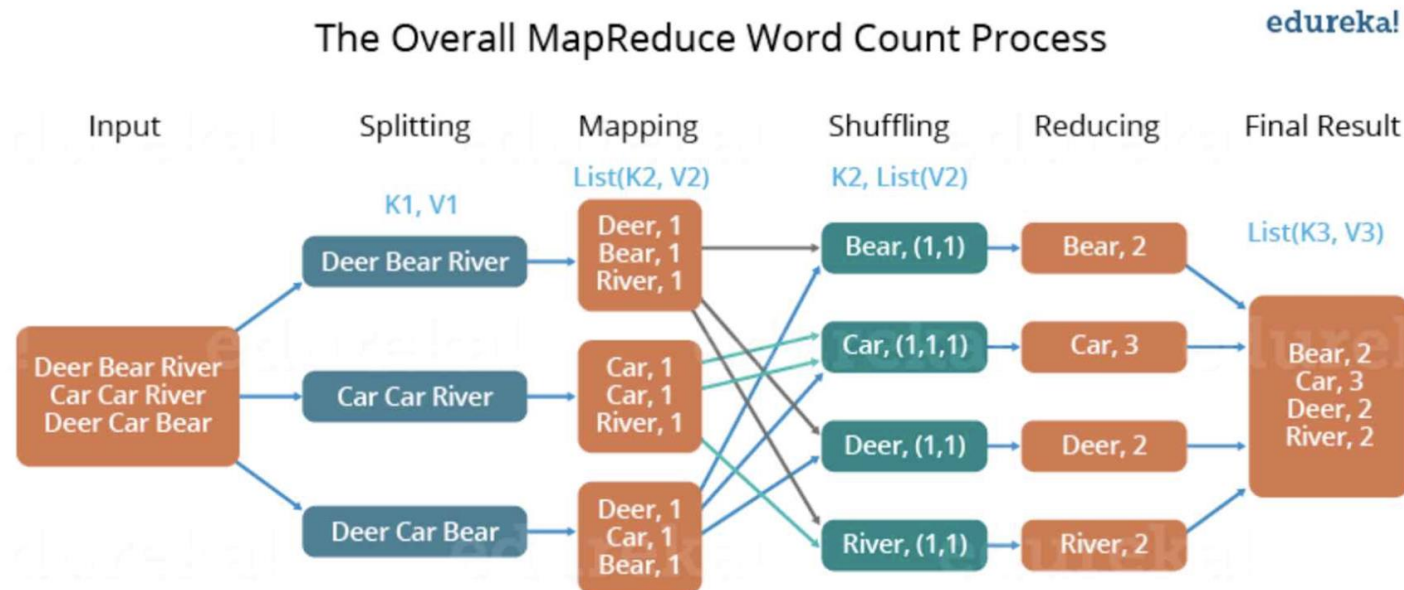 edureka!
The Overall MapReduce Word Count Process
Input
Splitting
Mapping
Shuffling
Reducing
Final Result
K1, V1
List(K2, V2)
K2, List(V2)
List(K3, V3)
Deer Bear River
Car Car River
Deer Car Bear
Deer Bear River
Car Car River
Deer Car Bear
Deer, 1
Bear, 1
River, 1
Car, 1
Car, 1
River, 1
Deer, 1
Car, 1
Bear, 1
Bear, (1,1)
Car, (1,1,1)
Deer, (1,1)
River, (1,1)
Bear, 2
Car, 3
Deer, 2
River, 2
Bear, 2
Car, 3
Deer, 2
River, 2